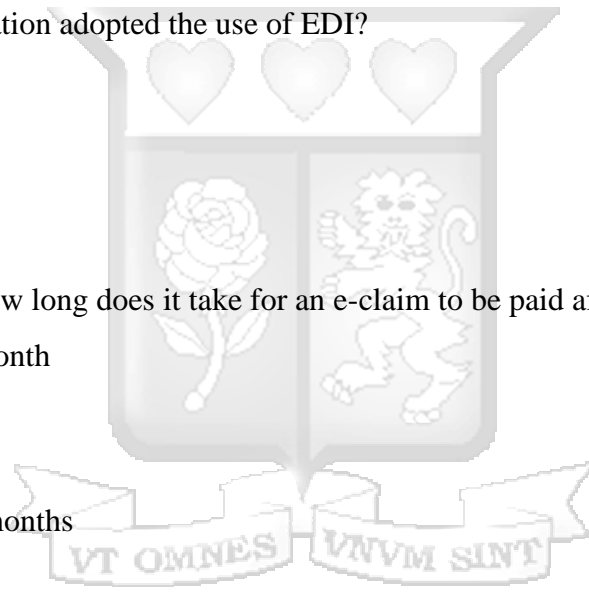 ation adopted the use of EDI?
w long does it take for an e-claim to be paid a
onth
nonths
VT OMNES VNVM SINT